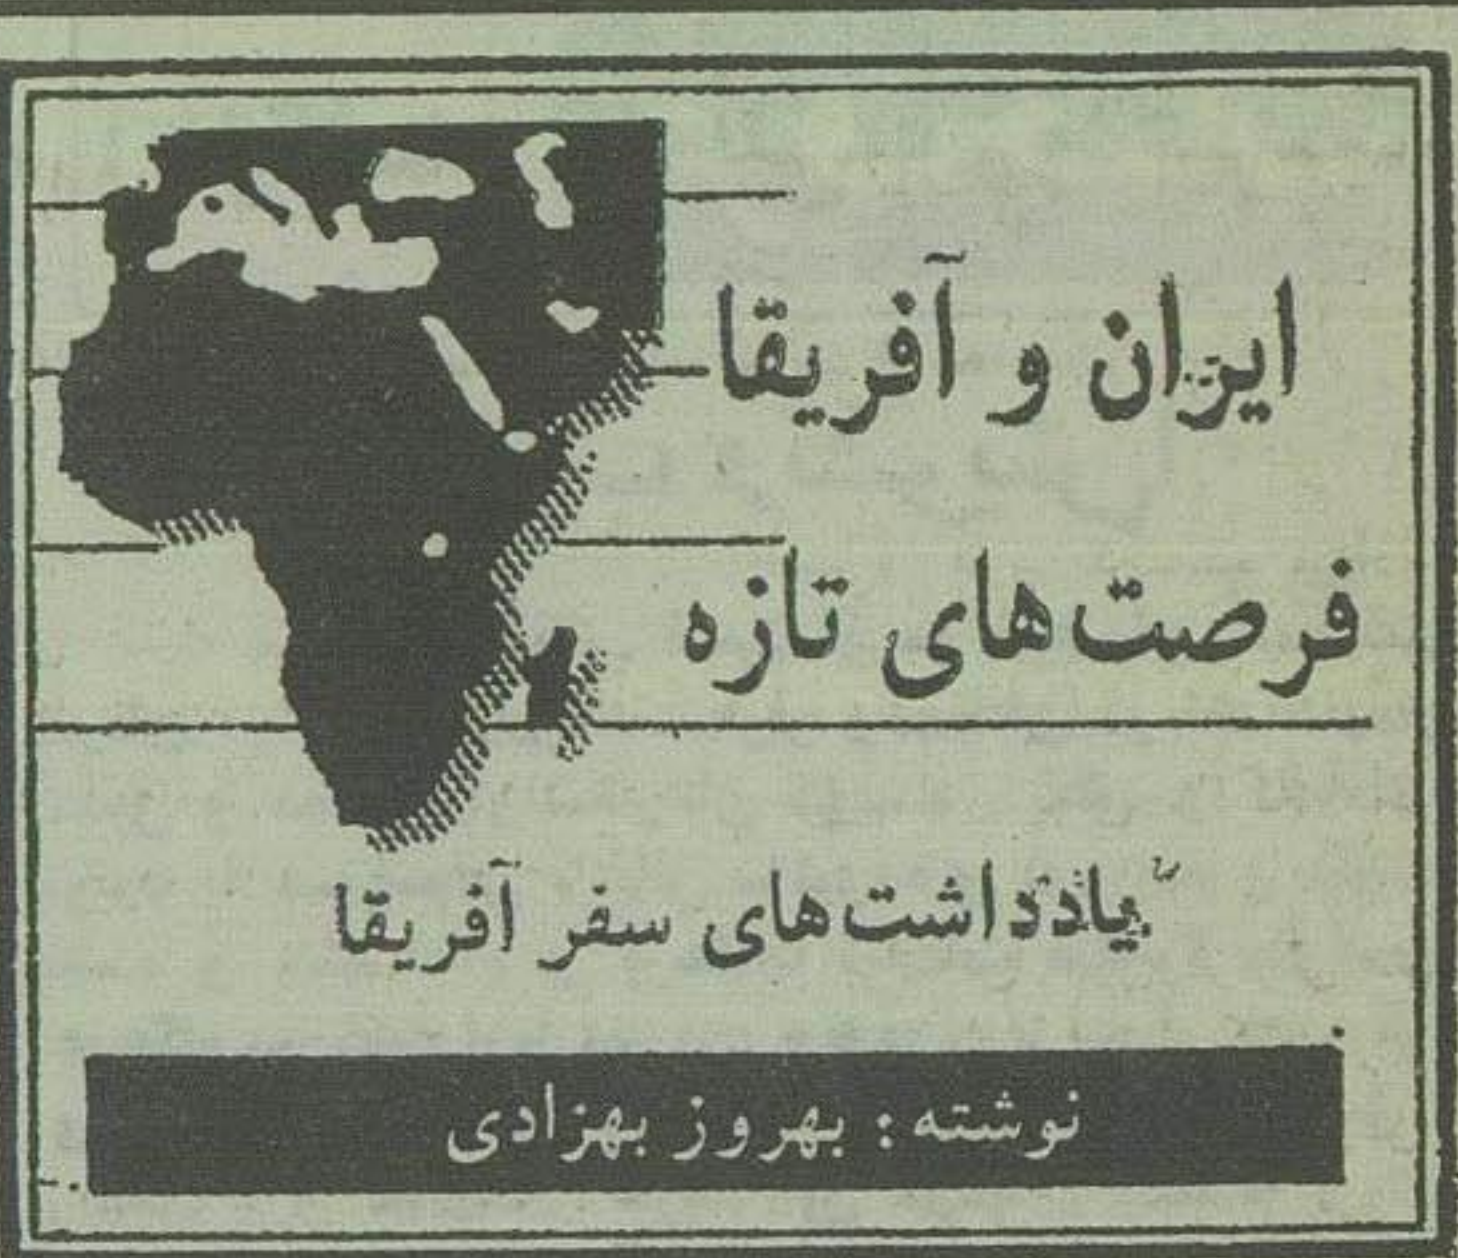 ایران و آفریقا
فرصت‌های تازه
یادداشت‌های سفر آفریقا
نوشته: بهروز بهزادی